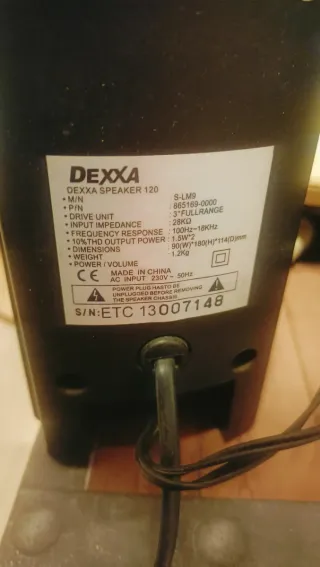 DEXXA
DEXXA SPEAKER 120
• M/N : S-LM9
• P/N : 865169-0000
• DRIVE UNIT : 3" FULLRANGE
• INPUT IMPEDANCE : 28KΩ
• FREQUENCY RESPONSE : 100Hz~18KHz
• 10%THD OUTPUT POWER : 1.5W*2
• DIMENSIONS : 90(W)*180(H)*114(D)mm
• WEIGHT : 1.2Kg
• POWER / VOLUME
CE MADE IN CHINA
AC INPUT 230V ~ 50Hz
POWER PLUG HASTO BE
UNPLUGGED BEFORE REMOVING
THE SPEAKER CHASSIS.
S/N:ETC 13007148